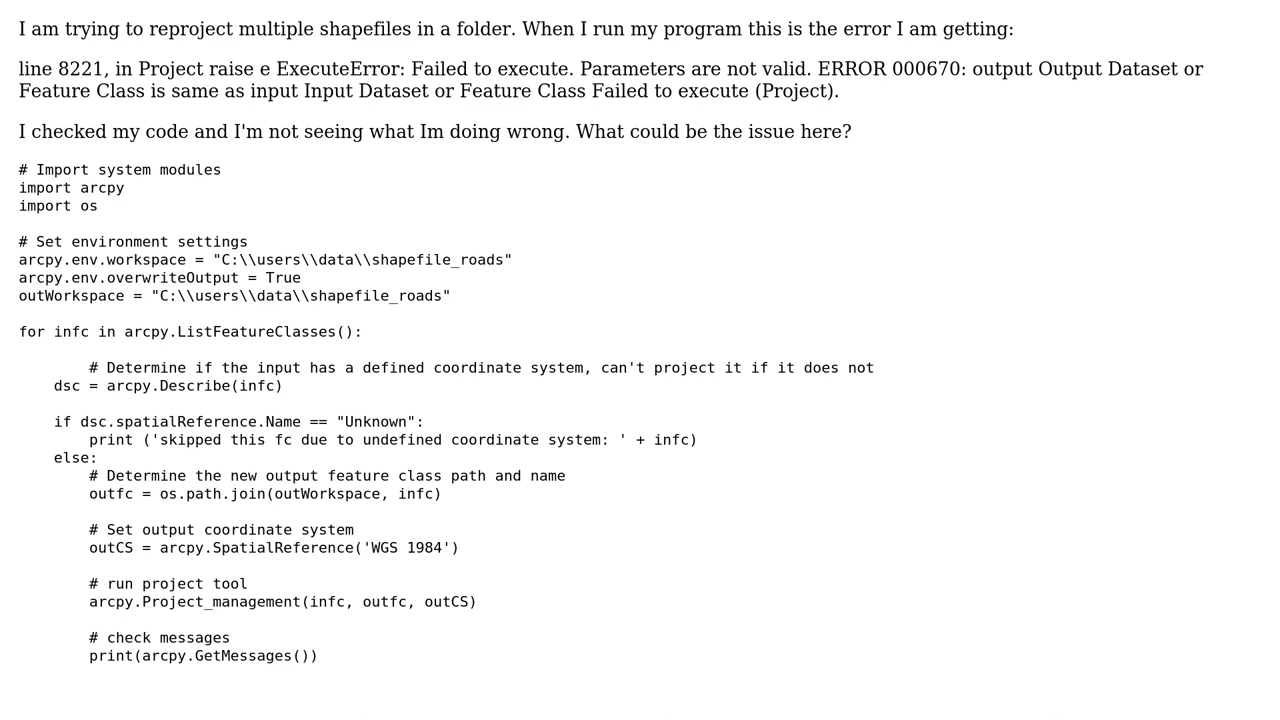 I am trying to reproject multiple shapefiles in a folder. When I run my program this is the error I am getting:
line 8221, in Project raise e ExecuteError: Failed to execute. Parameters are not valid. ERROR 000670: output Output Dataset or
Feature Class is same as input Input Dataset or Feature Class Failed to execute (Project).
I checked my code and I'm not seeing what Im doing wrong. What could be the issue here?
# Import system modules
import arcpy
import os
# Set environment settings
arcpy.env.workspace = "C:\\users\\data\\shapefile_roads"
arcpy.env.overwriteOutput = True
outWorkspace = "C:\\users\\data\\shapefile_roads"
for infc in arcpy.ListFeatureClasses():
        # Determine if the input has a defined coordinate system, can't project it if it does not
    dsc = arcpy.Describe(infc)
    if dsc.spatialReference.Name == "Unknown":
        print ('skipped this fc due to undefined coordinate system: ' + infc)
    else:
        # Determine the new output feature class path and name
        outfc = os.path.join(outWorkspace, infc)
        # Set output coordinate system
        outCS = arcpy.SpatialReference('WGS 1984')
        # run project tool
        arcpy.Project_management(infc, outfc, outCS)
        # check messages
        print(arcpy.GetMessages())